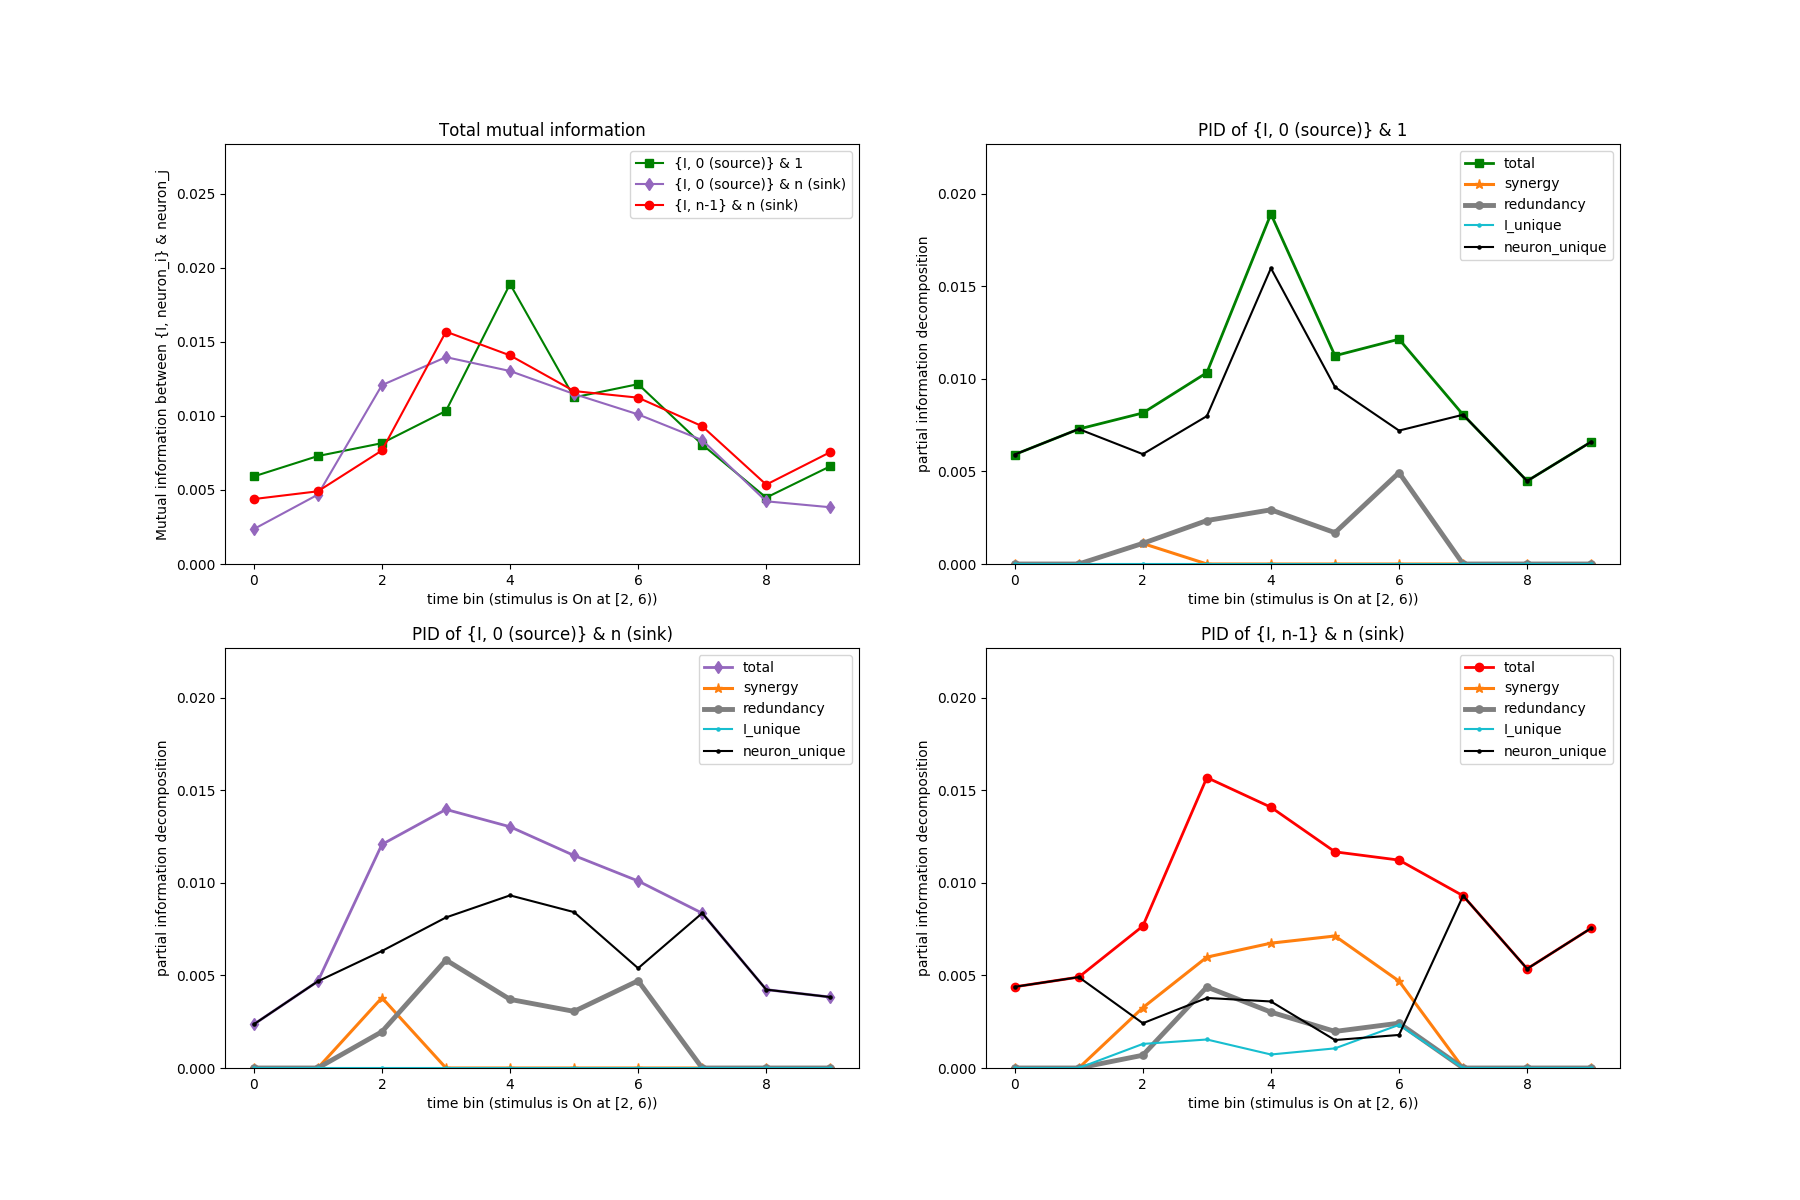 Total mutual information
Mutual information between {I, neuron_i} & neuron_j
0.025
0.020
0.015
0.010
0.005
0.000
{I, 0 (source)} & 1
{I, 0 (source)} & n (sink)
{I, n-1} & n (sink)
0 2 4 6 8
time bin (stimulus is On at [2, 6))
PID of {I, 0 (source)} & 1
partial information decomposition
0.020
0.015
0.010
0.005
0.000
total
synergy
redundancy
I_unique
neuron_unique
0 2 4 6 8
time bin (stimulus is On at [2, 6))
PID of {I, 0 (source)} & n (sink)
partial information decomposition
0.020
0.015
0.010
0.005
0.000
total
synergy
redundancy
I_unique
neuron_unique
0 2 4 6 8
time bin (stimulus is On at [2, 6))
PID of {I, n-1} & n (sink)
partial information decomposition
0.020
0.015
0.010
0.005
0.000
total
synergy
redundancy
I_unique
neuron_unique
0 2 4 6 8
time bin (stimulus is On at [2, 6))